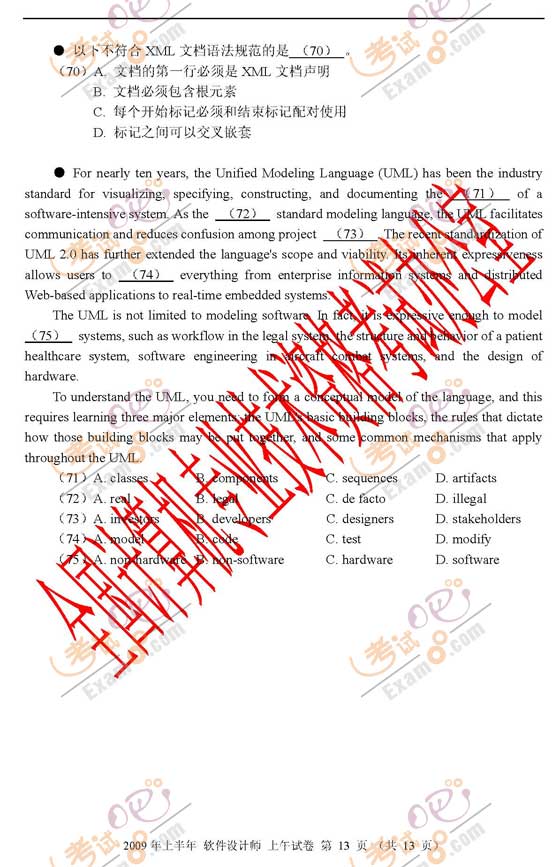 ● 以下不符合 XML 文档语法规范的是 (70) 。
(70) A. 文档的第一行必须是 XML 文档声明
B. 文档必须包含根元素
C. 每个开始标记必须和结束标记配对使用
D. 标记之间可以交叉嵌套
● For nearly ten years, the Unified Modeling Language (UML) has been the industry
standard for visualizing, specifying, constructing, and documenting the (71) of a
software-intensive system. As the (72) standard modeling language, the UML facilitates
communication and reduces confusion among project (73) . The recent standardization of
UML 2.0 has further extended the language's scope and viability. Its inherent expressiveness
allows users to (74) everything from enterprise information systems and distributed
Web-based applications to real-time embedded systems.
The UML is not limited to modeling software. In fact, it is expressive enough to model
(75) systems, such as workflow in the legal system, the structure and behavior of a patient
healthcare system, software engineering in aircraft combat systems, and the design of
hardware.
To understand the UML, you need to form a conceptual model of the language, and this
requires learning three major elements: the UML's basic building blocks, the rules that dictate
how those building blocks may be put together, and some common mechanisms that apply
throughout the UML.
(71) A. classes B. components C. sequences D. artifacts
(72) A. real B. legal C. de facto D. illegal
(73) A. investors B. developers C. designers D. stakeholders
(74) A. model B. code C. test D. modify
(75) A. non-hardware B. non-software C. hardware D. software
2009 年上半年 软件设计师 上午试卷 第 13 页 （共 13 页）
考试吧 Exam8.com